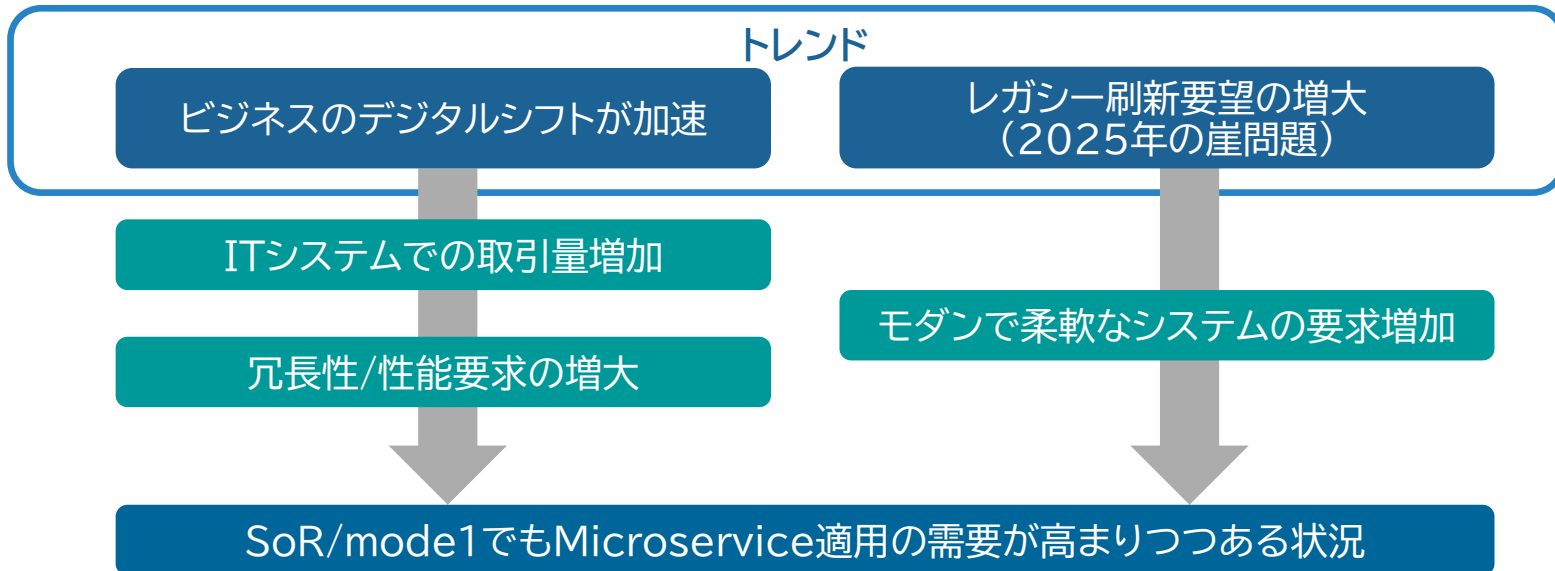 トレンド
ビジネスのデジタルシフトが加速
レガシー刷新要望の増大
（2025年の崖問題）
ITシステムでの取引量増加
モダンで柔軟なシステムの要求増加
冗長性/性能要求の増大
SoR/mode1でもMicroservice適用の需要が高まりつつある状況